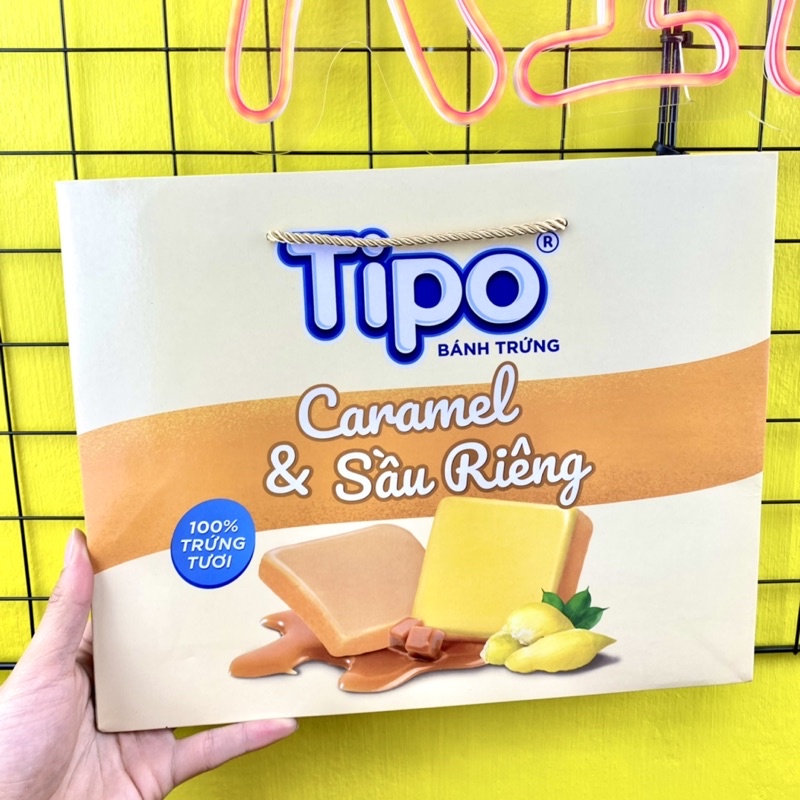 Tipo®
BÁNH TRỨNG
Caramel
& Sầu Riêng
100%
TRỨNG
TƯƠI